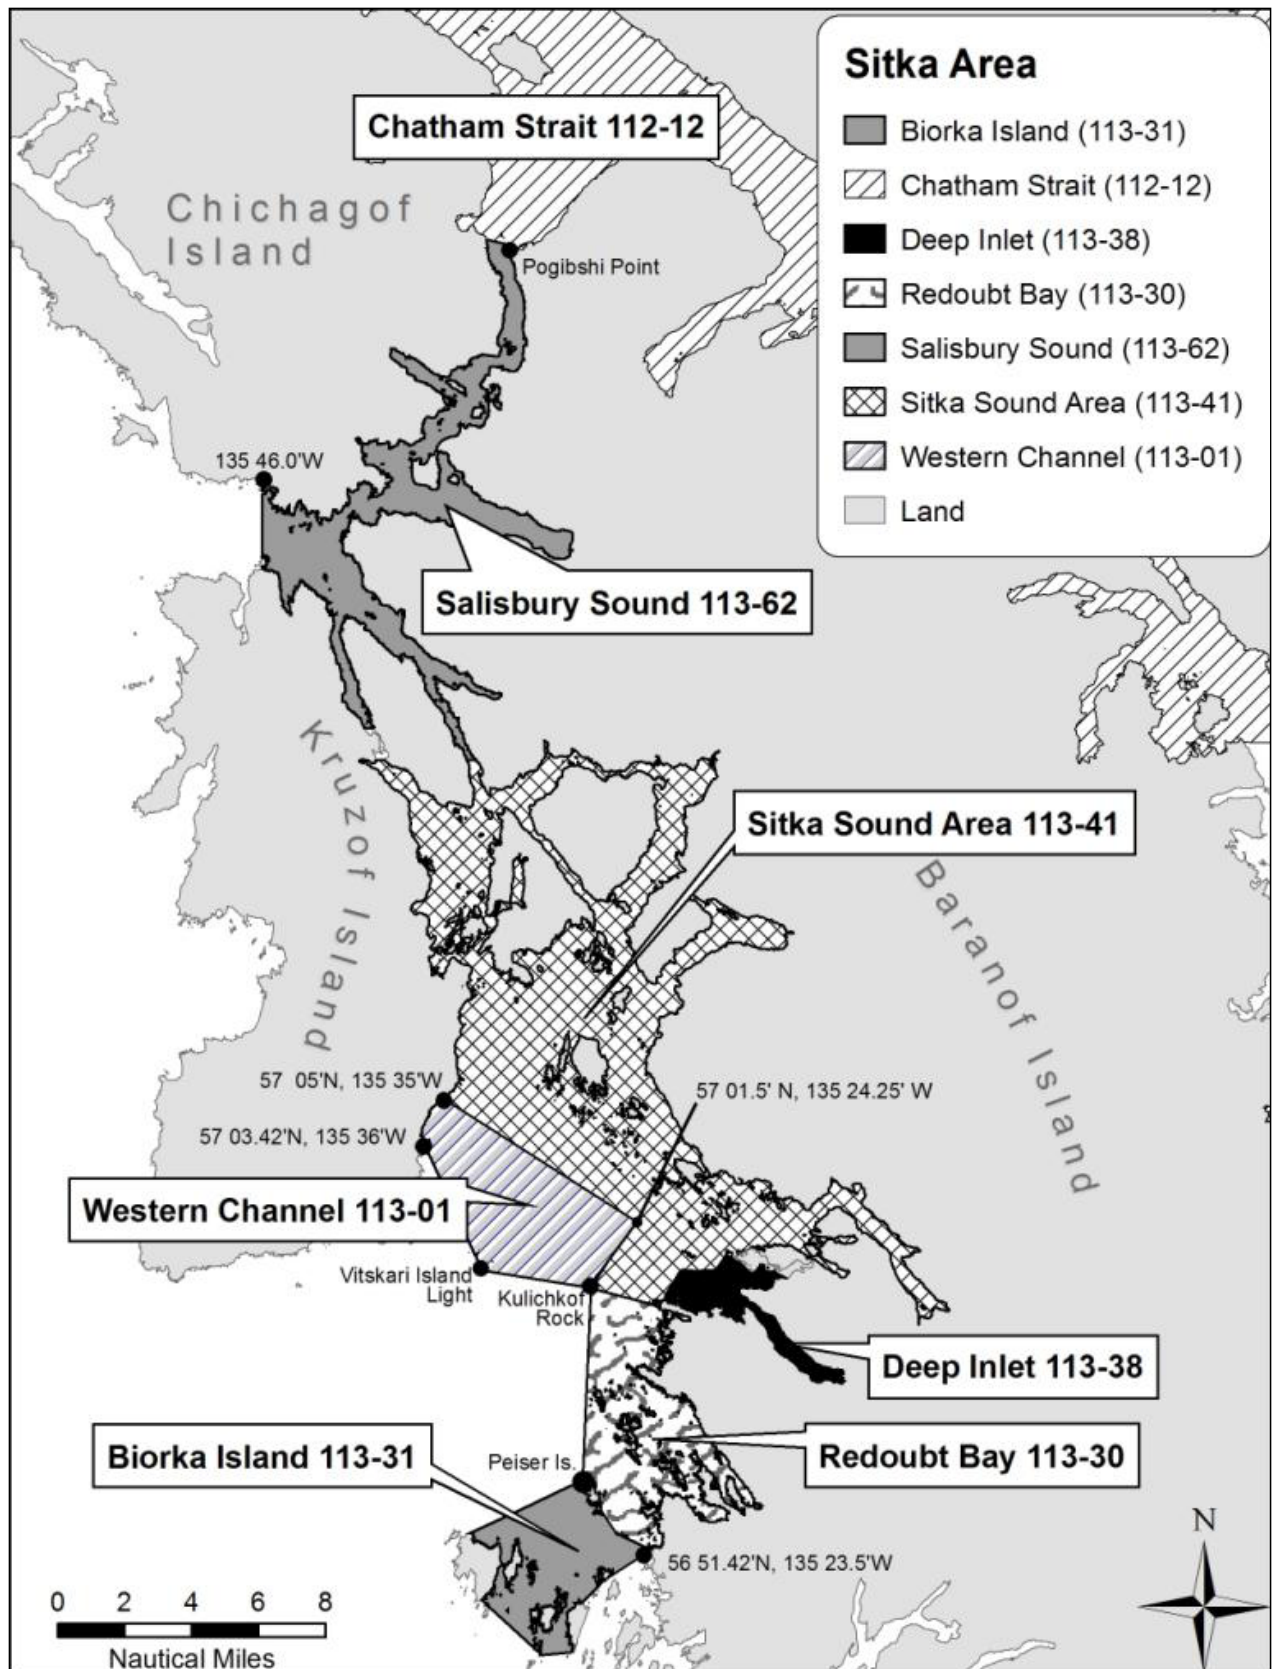 Sitka Area
Biorka Island (113-31)
Chatham Strait (112-12)
Deep Inlet (113-38)
Redoubt Bay (113-30)
Salisbury Sound (113-62)
Sitka Sound Area (113-41)
Western Channel (113-01)
Land
Chatham Strait 112-12
Chichagof
Island
Pogibshi Point
135 46.0'W
Salisbury Sound 113-62
Kruzof Island
Sitka Sound Area 113-41
Baranof Island
57 05'N, 135 35'W
57 01.5' N, 135 24.25' W
57 03.42'N, 135 36'W
Western Channel 113-01
Vitskari Island
Light
Kulichkof
Rock
Deep Inlet 113-38
Biorka Island 113-31
Redoubt Bay 113-30
Peiser Is.
56 51.42'N, 135 23.5'W
N
0 2 4 6 8
Nautical Miles